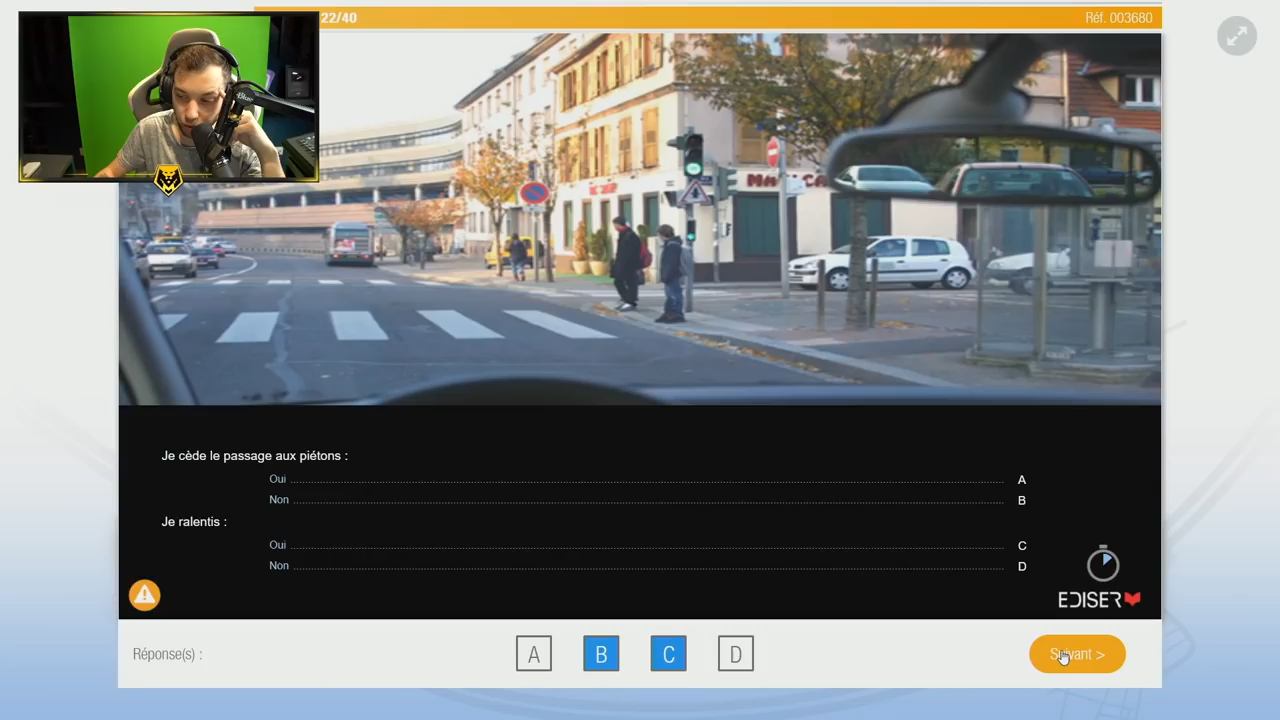 22/40
Réf. 003680
Je cède le passage aux piétons :
Oui A
Non B
Je ralentis :
Oui C
Non D
EDISER
Réponse(s) :
A B C D
Suivant >